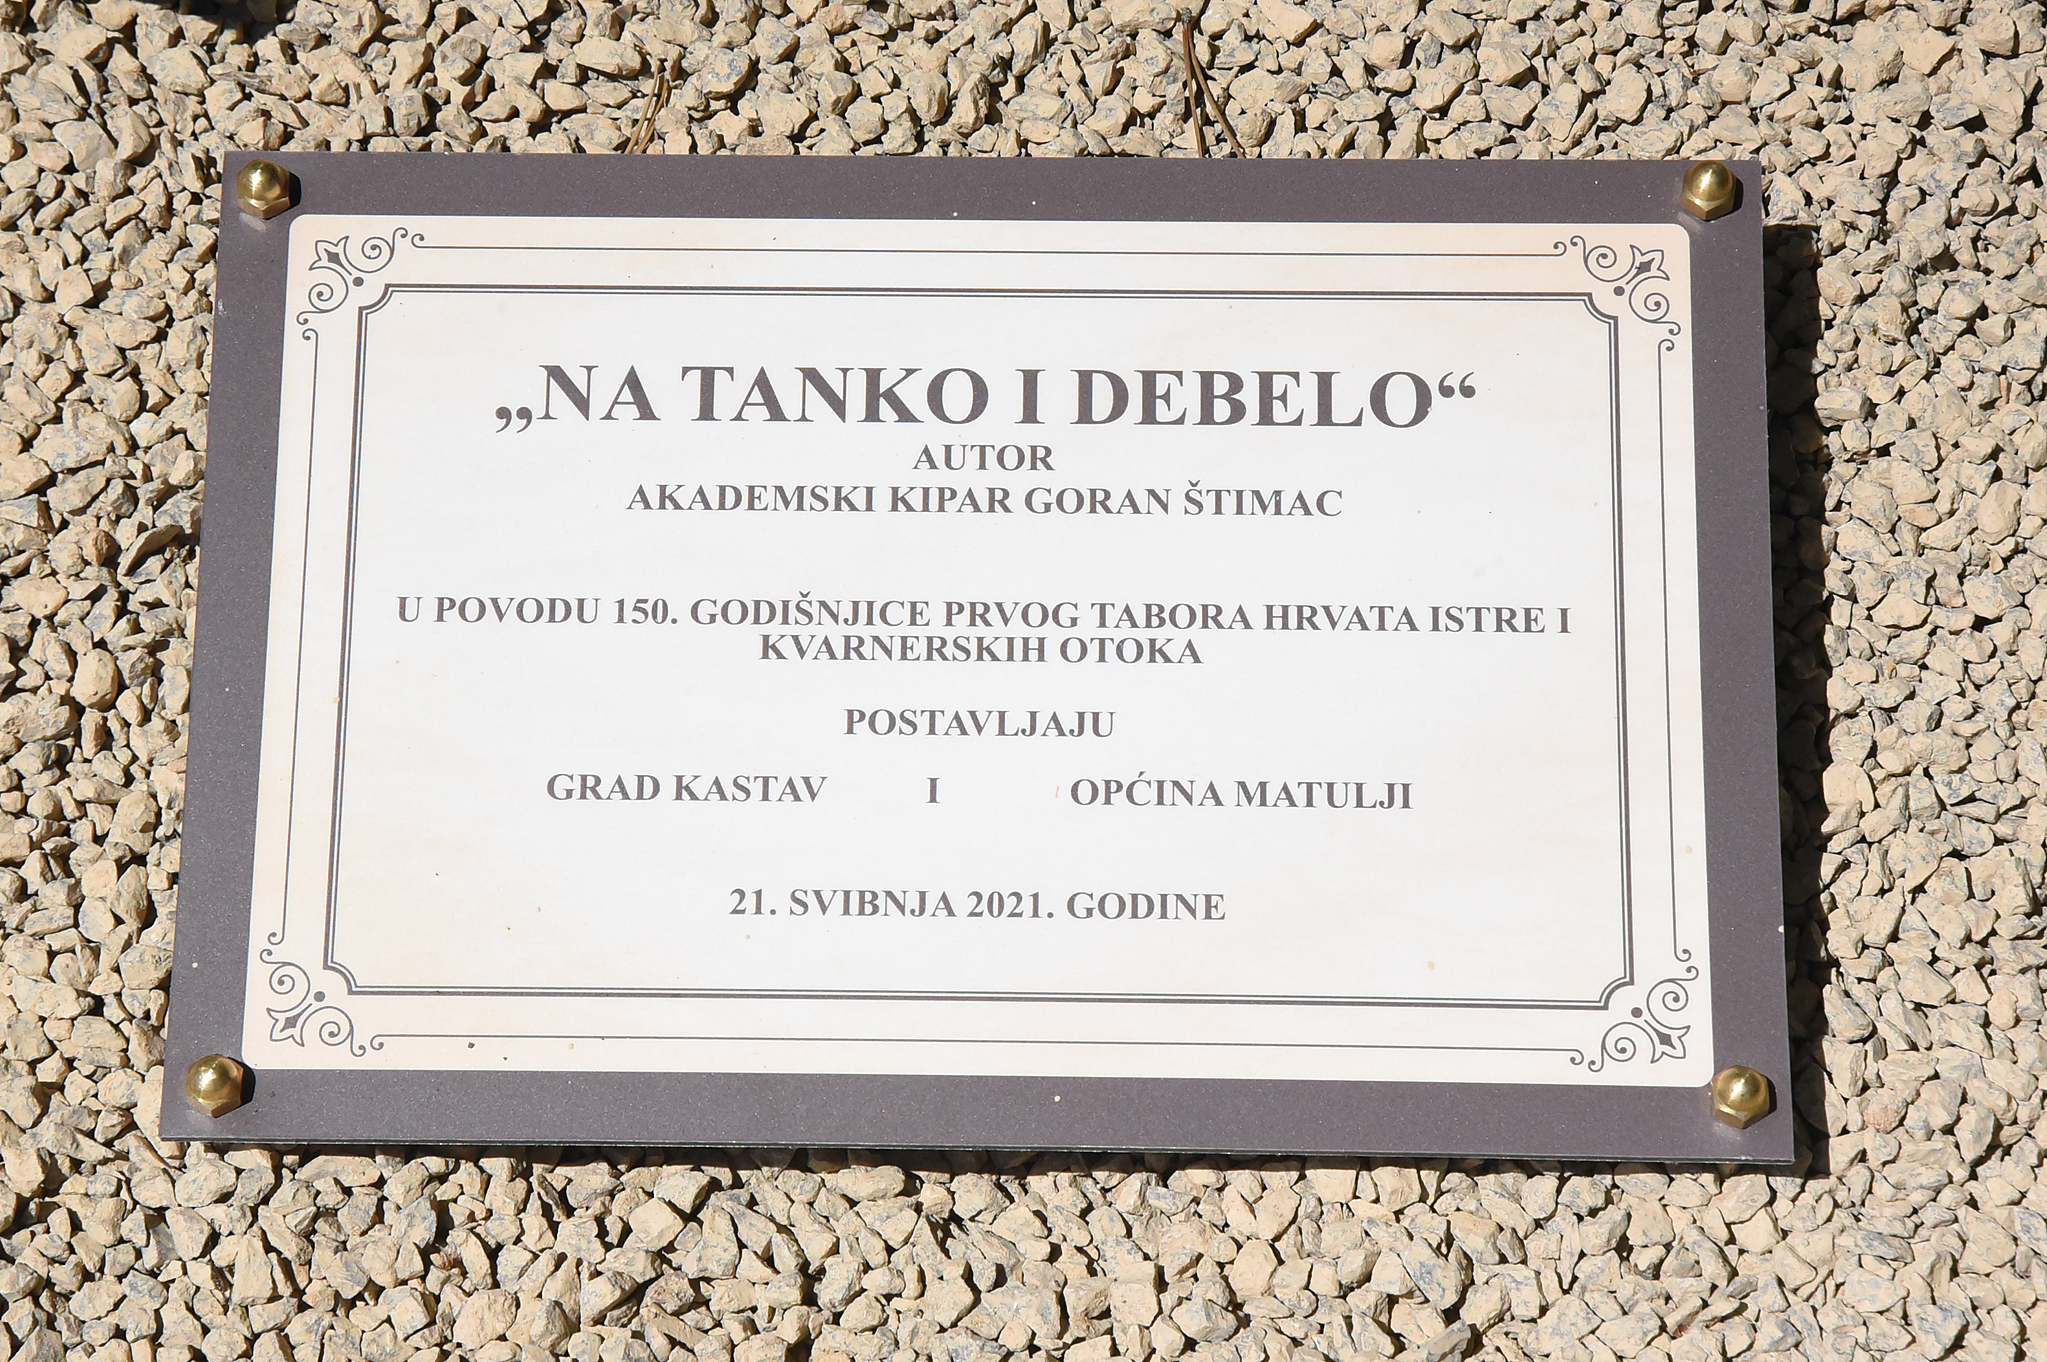 „NA TANKO I DEBELO“
AUTOR
AKADEMSKI KIPAR GORAN ŠTIMAC
U POVODU 150. GODIŠNJICE PRVOG TABORA HRVATA ISTRE I
KVARNERSKIH OTOKA
POSTAVLJAJU
GRAD KASTAV I OPĆINA MATULJI
21. SVIBNJA 2021. GODINE